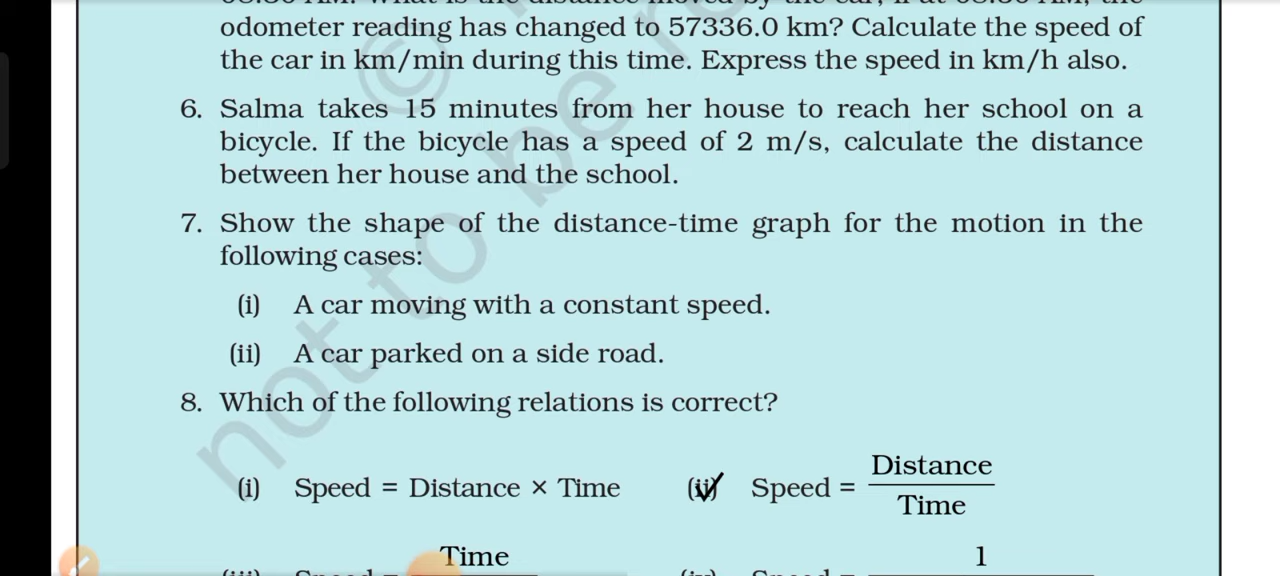 odometer reading has changed to 57336.0 km? Calculate the speed of
the car in km/min during this time. Express the speed in km/h also.
6. Salma takes 15 minutes from her house to reach her school on a
bicycle. If the bicycle has a speed of 2 m/s, calculate the distance
between her house and the school.
7. Show the shape of the distance-time graph for the motion in the
following cases:
(i) A car moving with a constant speed.
(ii) A car parked on a side road.
8. Which of the following relations is correct?
(i) Speed = Distance × Time (ii) Speed = Distance
Time
Time 1
not to be